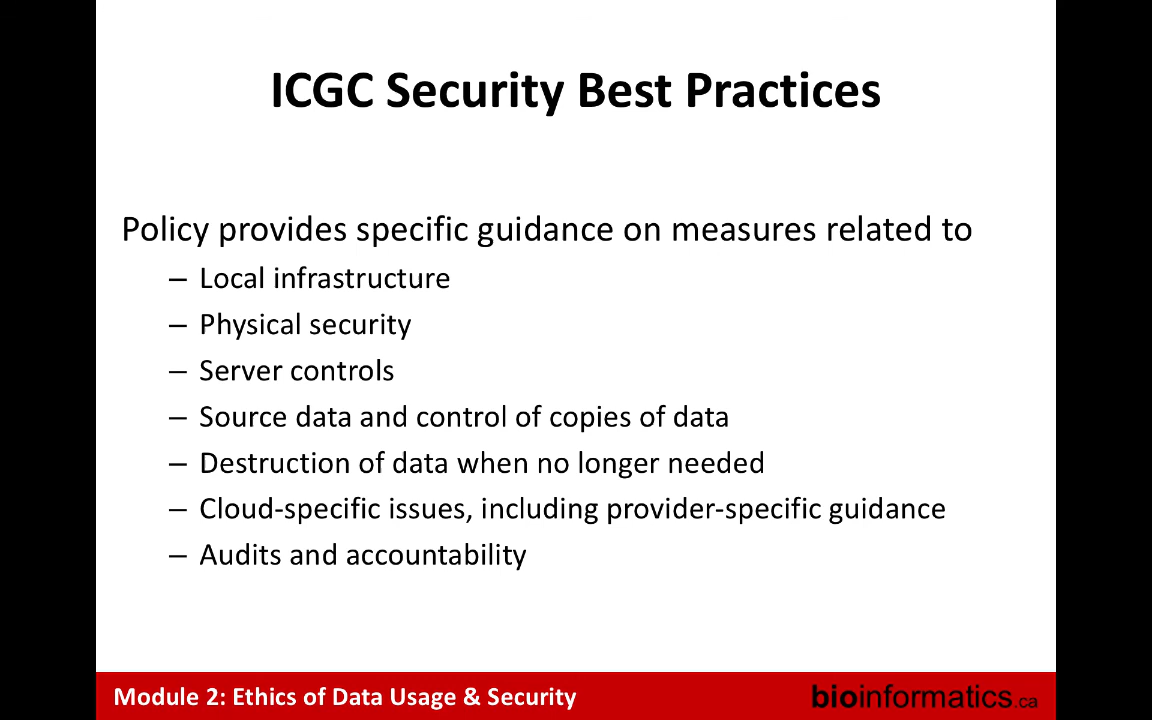 ICGC Security Best Practices
Policy provides specific guidance on measures related to
– Local infrastructure
– Physical security
– Server controls
– Source data and control of copies of data
– Destruction of data when no longer needed
– Cloud-specific issues, including provider-specific guidance
– Audits and accountability
Module 2: Ethics of Data Usage & Security
bioinformatics.ca